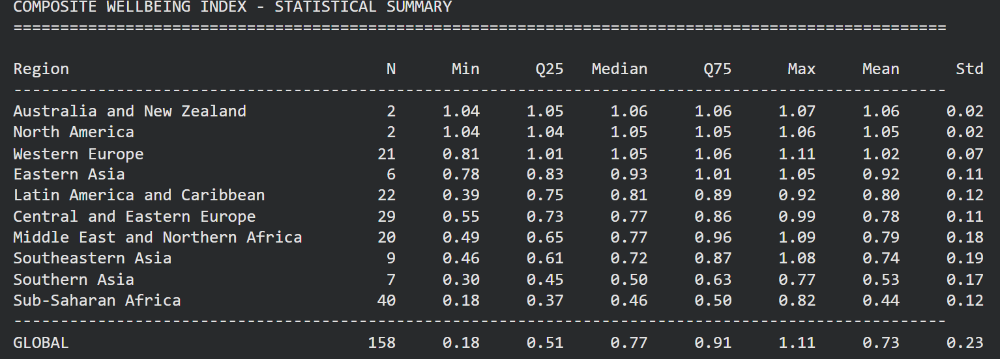 COMPOSITE WELLBEING INDEX - STATISTICAL SUMMARY
====================================================================================================
Region                                  N      Min      Q25   Median      Q75      Max     Mean      Std
----------------------------------------------------------------------------------------------------
Australia and New Zealand               2     1.04     1.05     1.06     1.06     1.07     1.06     0.02
North America                           2     1.04     1.04     1.05     1.05     1.06     1.05     0.02
Western Europe                         21     0.81     1.01     1.05     1.06     1.11     1.02     0.07
Eastern Asia                            6     0.78     0.83     0.93     1.01     1.05     0.92     0.11
Latin America and Caribbean            22     0.39     0.75     0.81     0.89     0.92     0.80     0.12
Central and Eastern Europe             29     0.55     0.73     0.77     0.86     0.99     0.78     0.11
Middle East and Northern Africa        20     0.49     0.65     0.77     0.96     1.09     0.79     0.18
Southeastern Asia                       9     0.46     0.61     0.72     0.87     1.08     0.74     0.19
Southern Asia                           7     0.30     0.45     0.50     0.63     0.77     0.53     0.17
Sub-Saharan Africa                     40     0.18     0.37     0.46     0.50     0.82     0.44     0.12
----------------------------------------------------------------------------------------------------
GLOBAL                                158     0.18     0.51     0.77     0.91     1.11     0.73     0.23